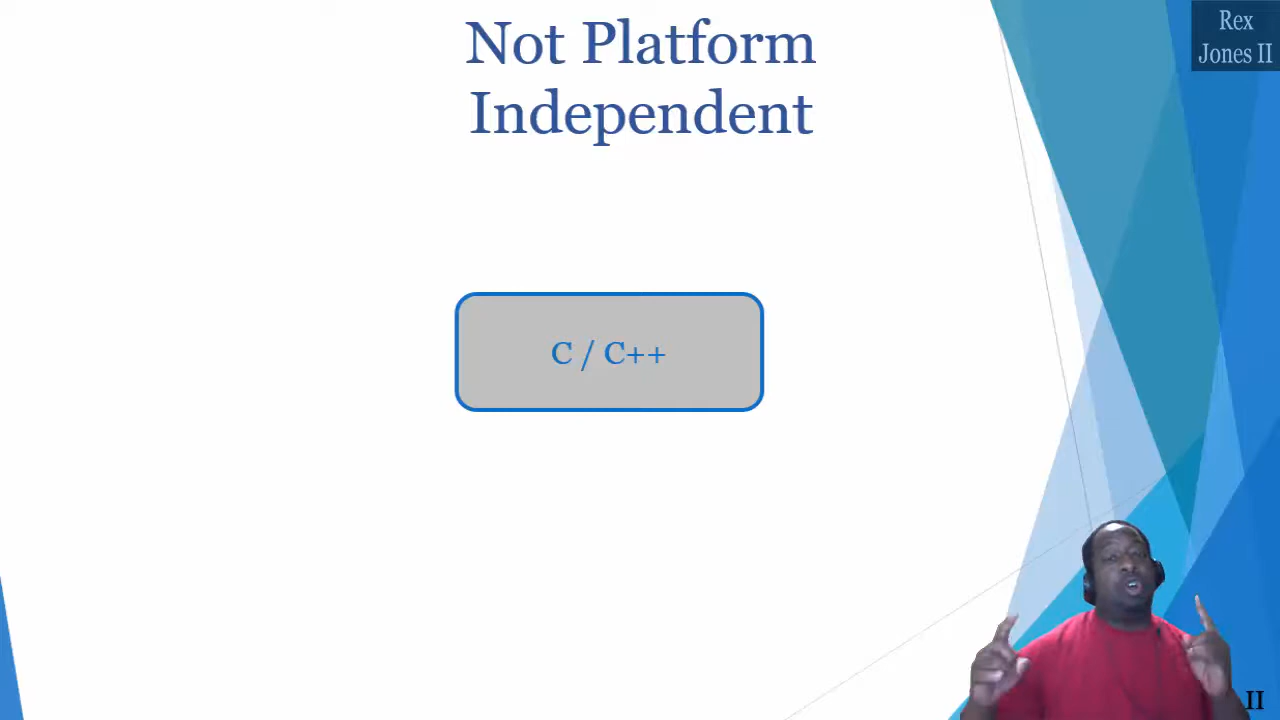 Not Platform
Independent
Rex
Jones II
C / C++
II